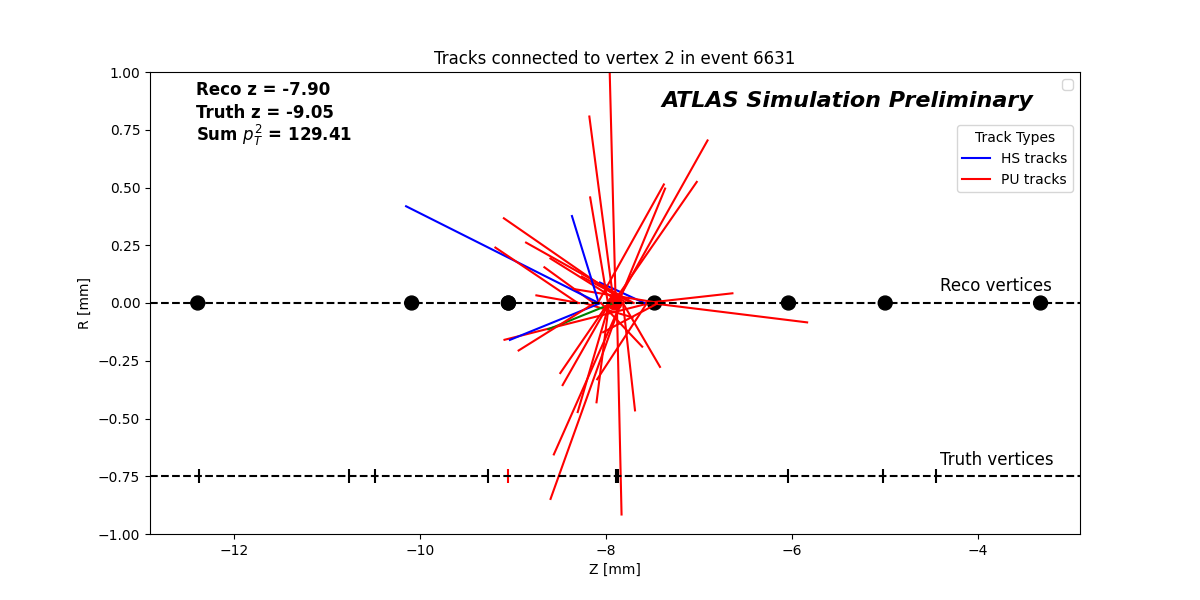 Tracks connected to vertex 2 in event 6631
Reco z = -7.90
Truth z = -9.05
Sum $p_T^2$ = 129.41
ATLAS Simulation Preliminary
Track Types
HS tracks
PU tracks
Reco vertices
Truth vertices
R [mm]
1.00
0.75
0.50
0.25
0.00
−0.25
−0.50
−0.75
−1.00
−12
−10
−8
−6
−4
Z [mm]